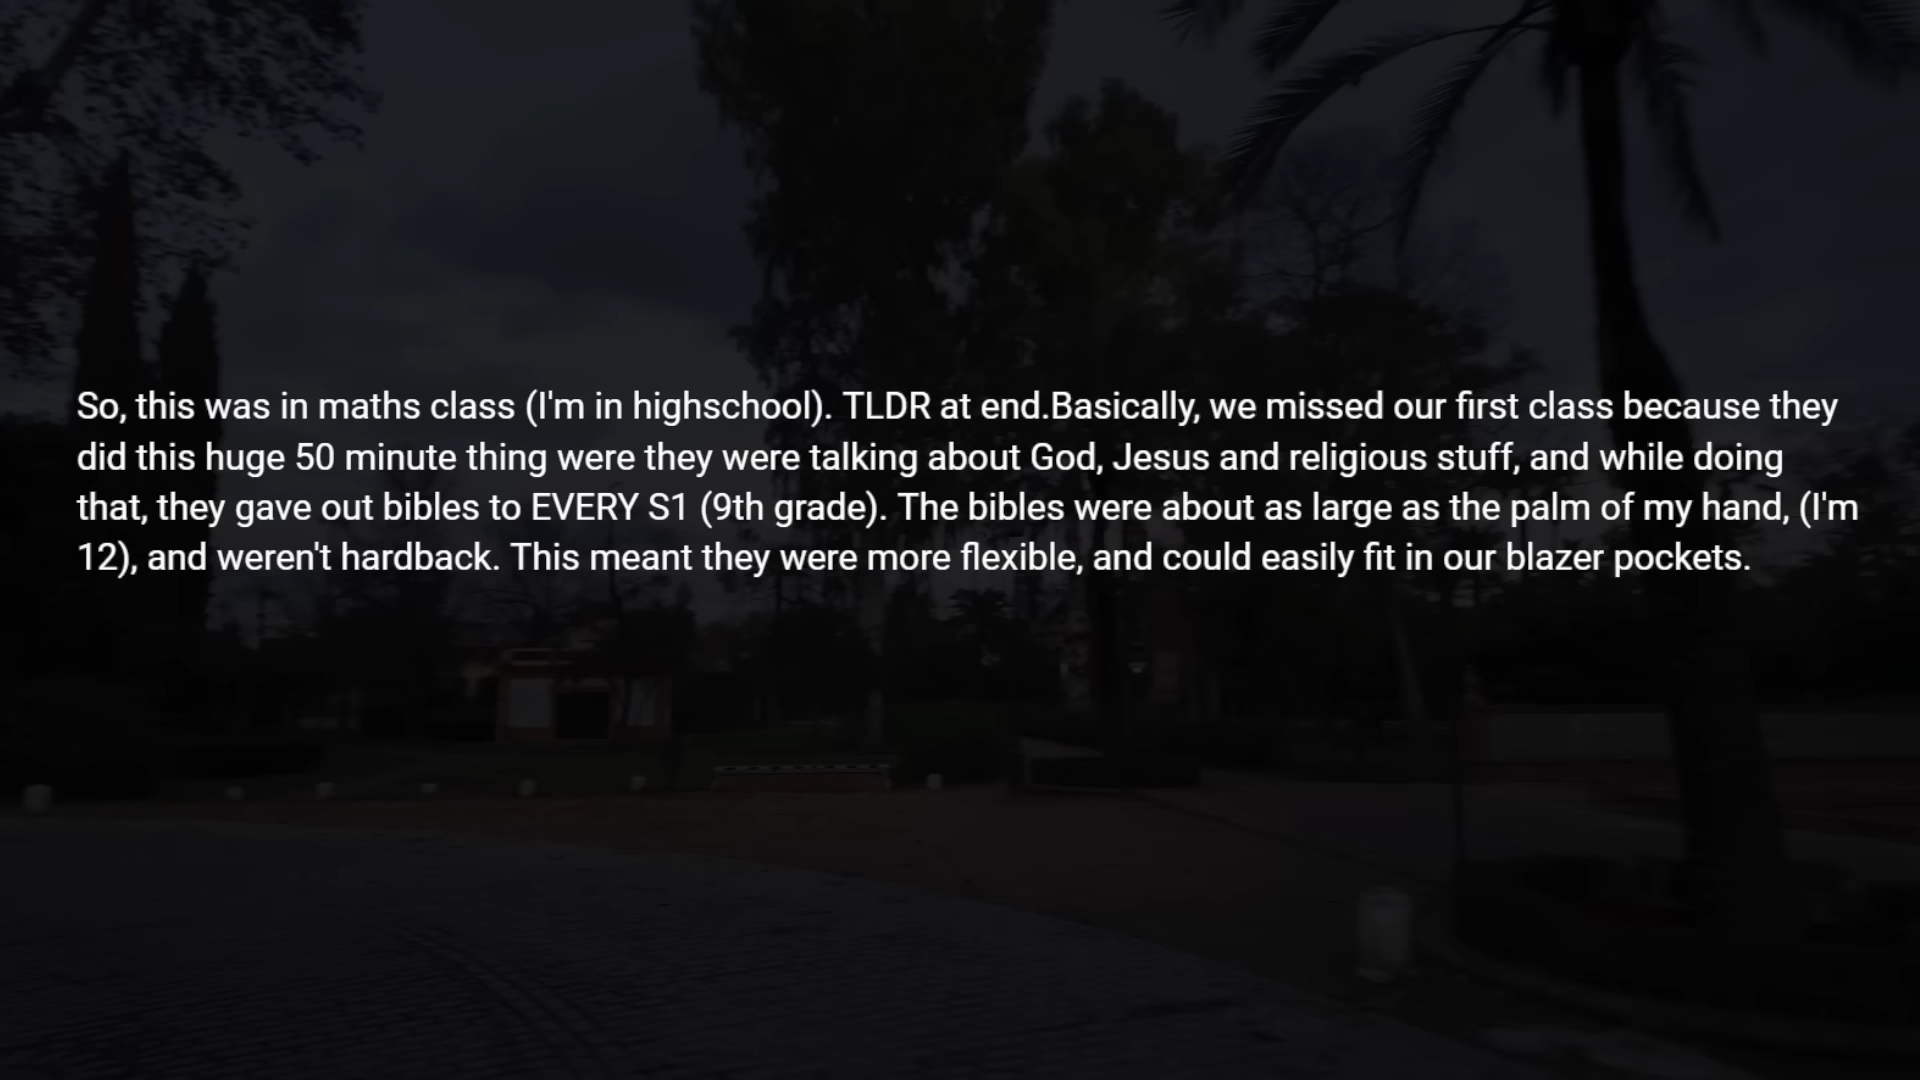 So, this was in maths class (I'm in highschool). TLDR at end.Basically, we missed our first class because they
did this huge 50 minute thing were they were talking about God, Jesus and religious stuff, and while doing
that, they gave out bibles to EVERY S1 (9th grade). The bibles were about as large as the palm of my hand, (I'm
12), and weren't hardback. This meant they were more flexible, and could easily fit in our blazer pockets.